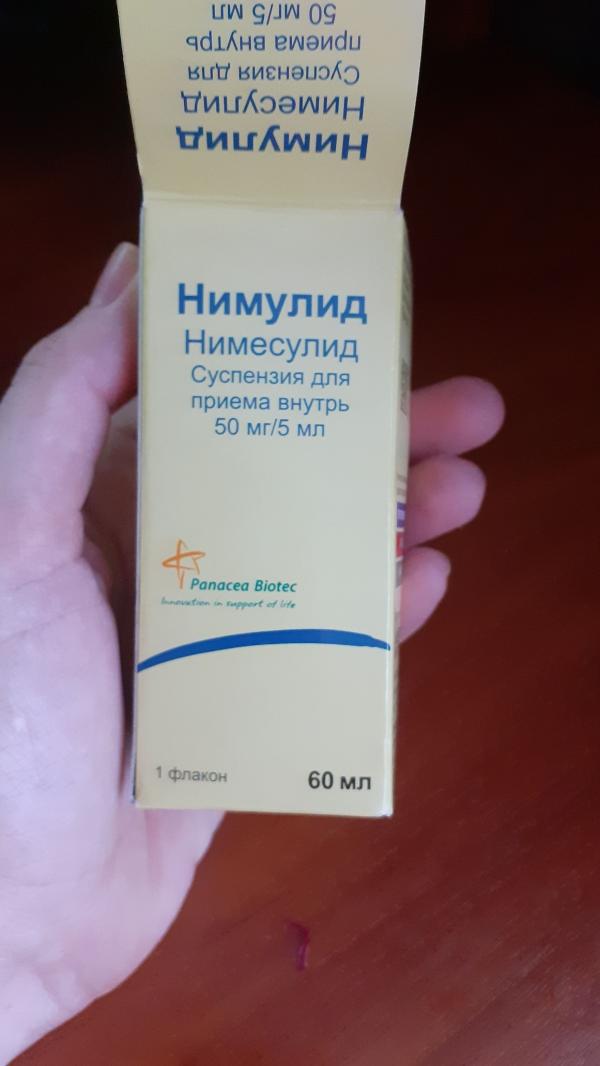 Нимулид
Нимесулид
Суспензия для
приема внутрь
50 мг/5 мл
Нимулид
Нимесулид
Суспензия для
приема внутрь
50 мг/5 мл
Panacea Biotec
Innovation in support of life
1 флакон
60 мл